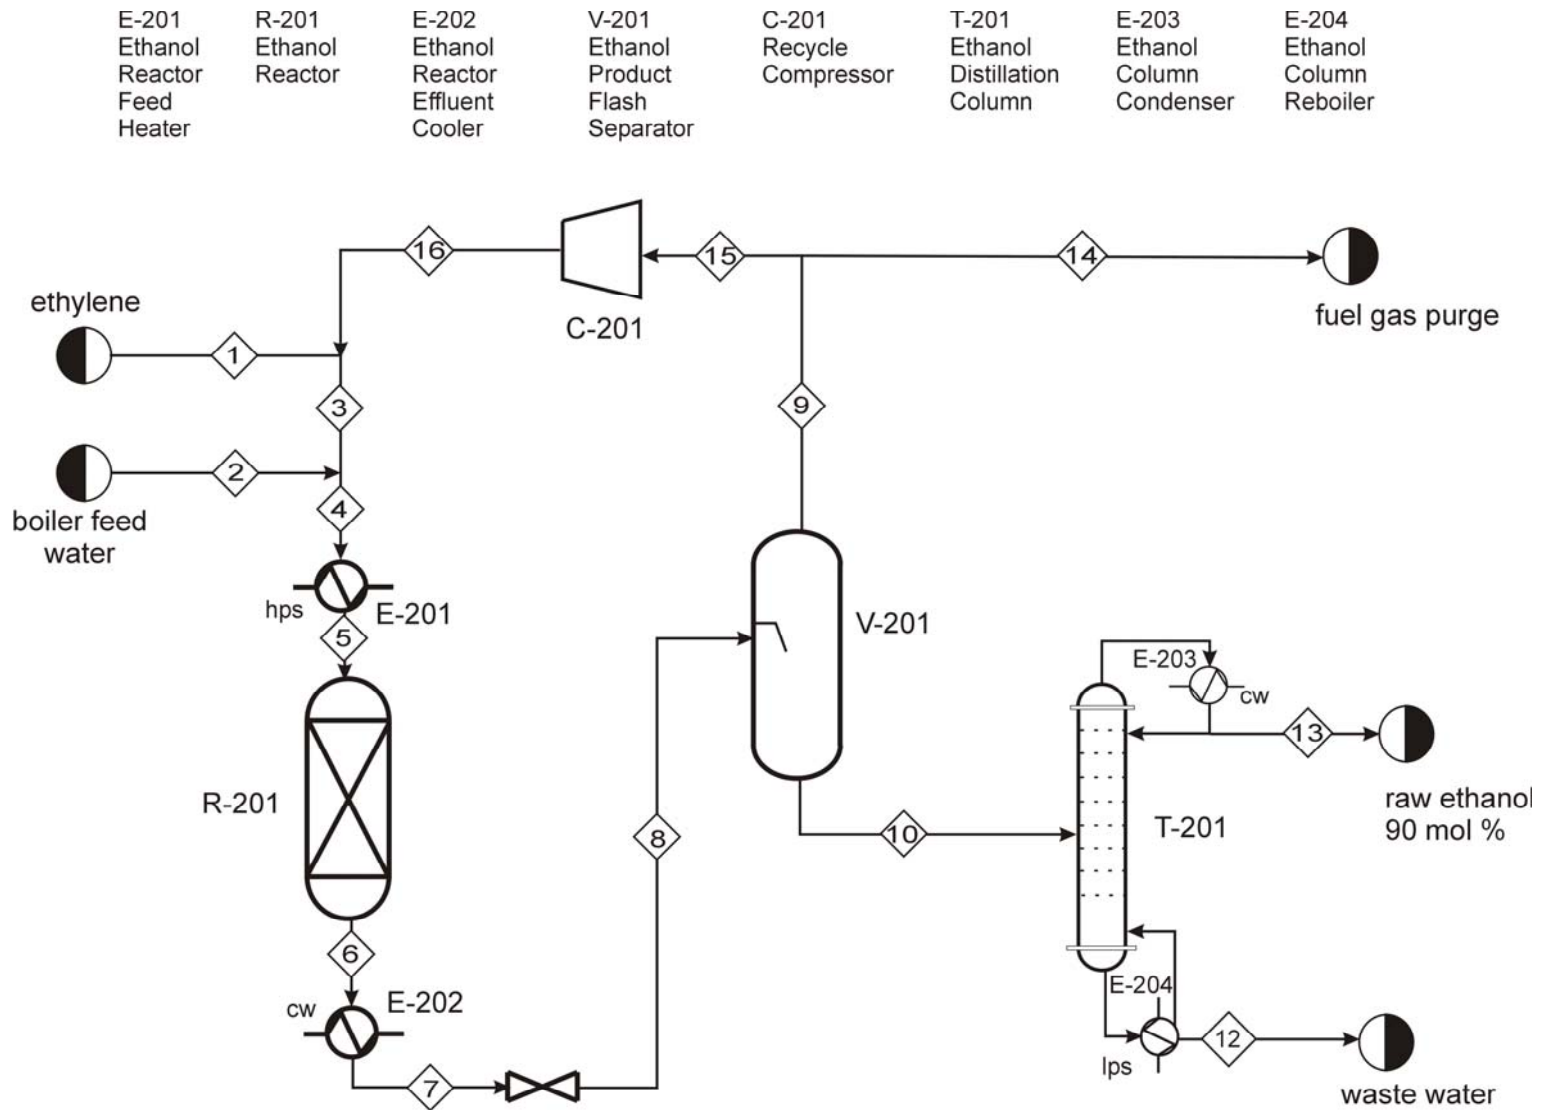 E-201
Ethanol
Reactor
Feed
Heater
R-201
Ethanol
Reactor
E-202
Ethanol
Reactor
Effluent
Cooler
V-201
Ethanol
Product
Flash
Separator
C-201
Recycle
Compressor
T-201
Ethanol
Distillation
Column
E-203
Ethanol
Column
Condenser
E-204
Ethanol
Column
Reboiler
16
15
14
ethylene
C-201
fuel gas purge
1
3
9
2
4
boiler feed
water
hps
E-201
V-201
5
E-203
cw
13
R-201
raw ethanol
90 mol %
T-201
8
10
6
E-204
cw
E-202
12
lps
7
waste water